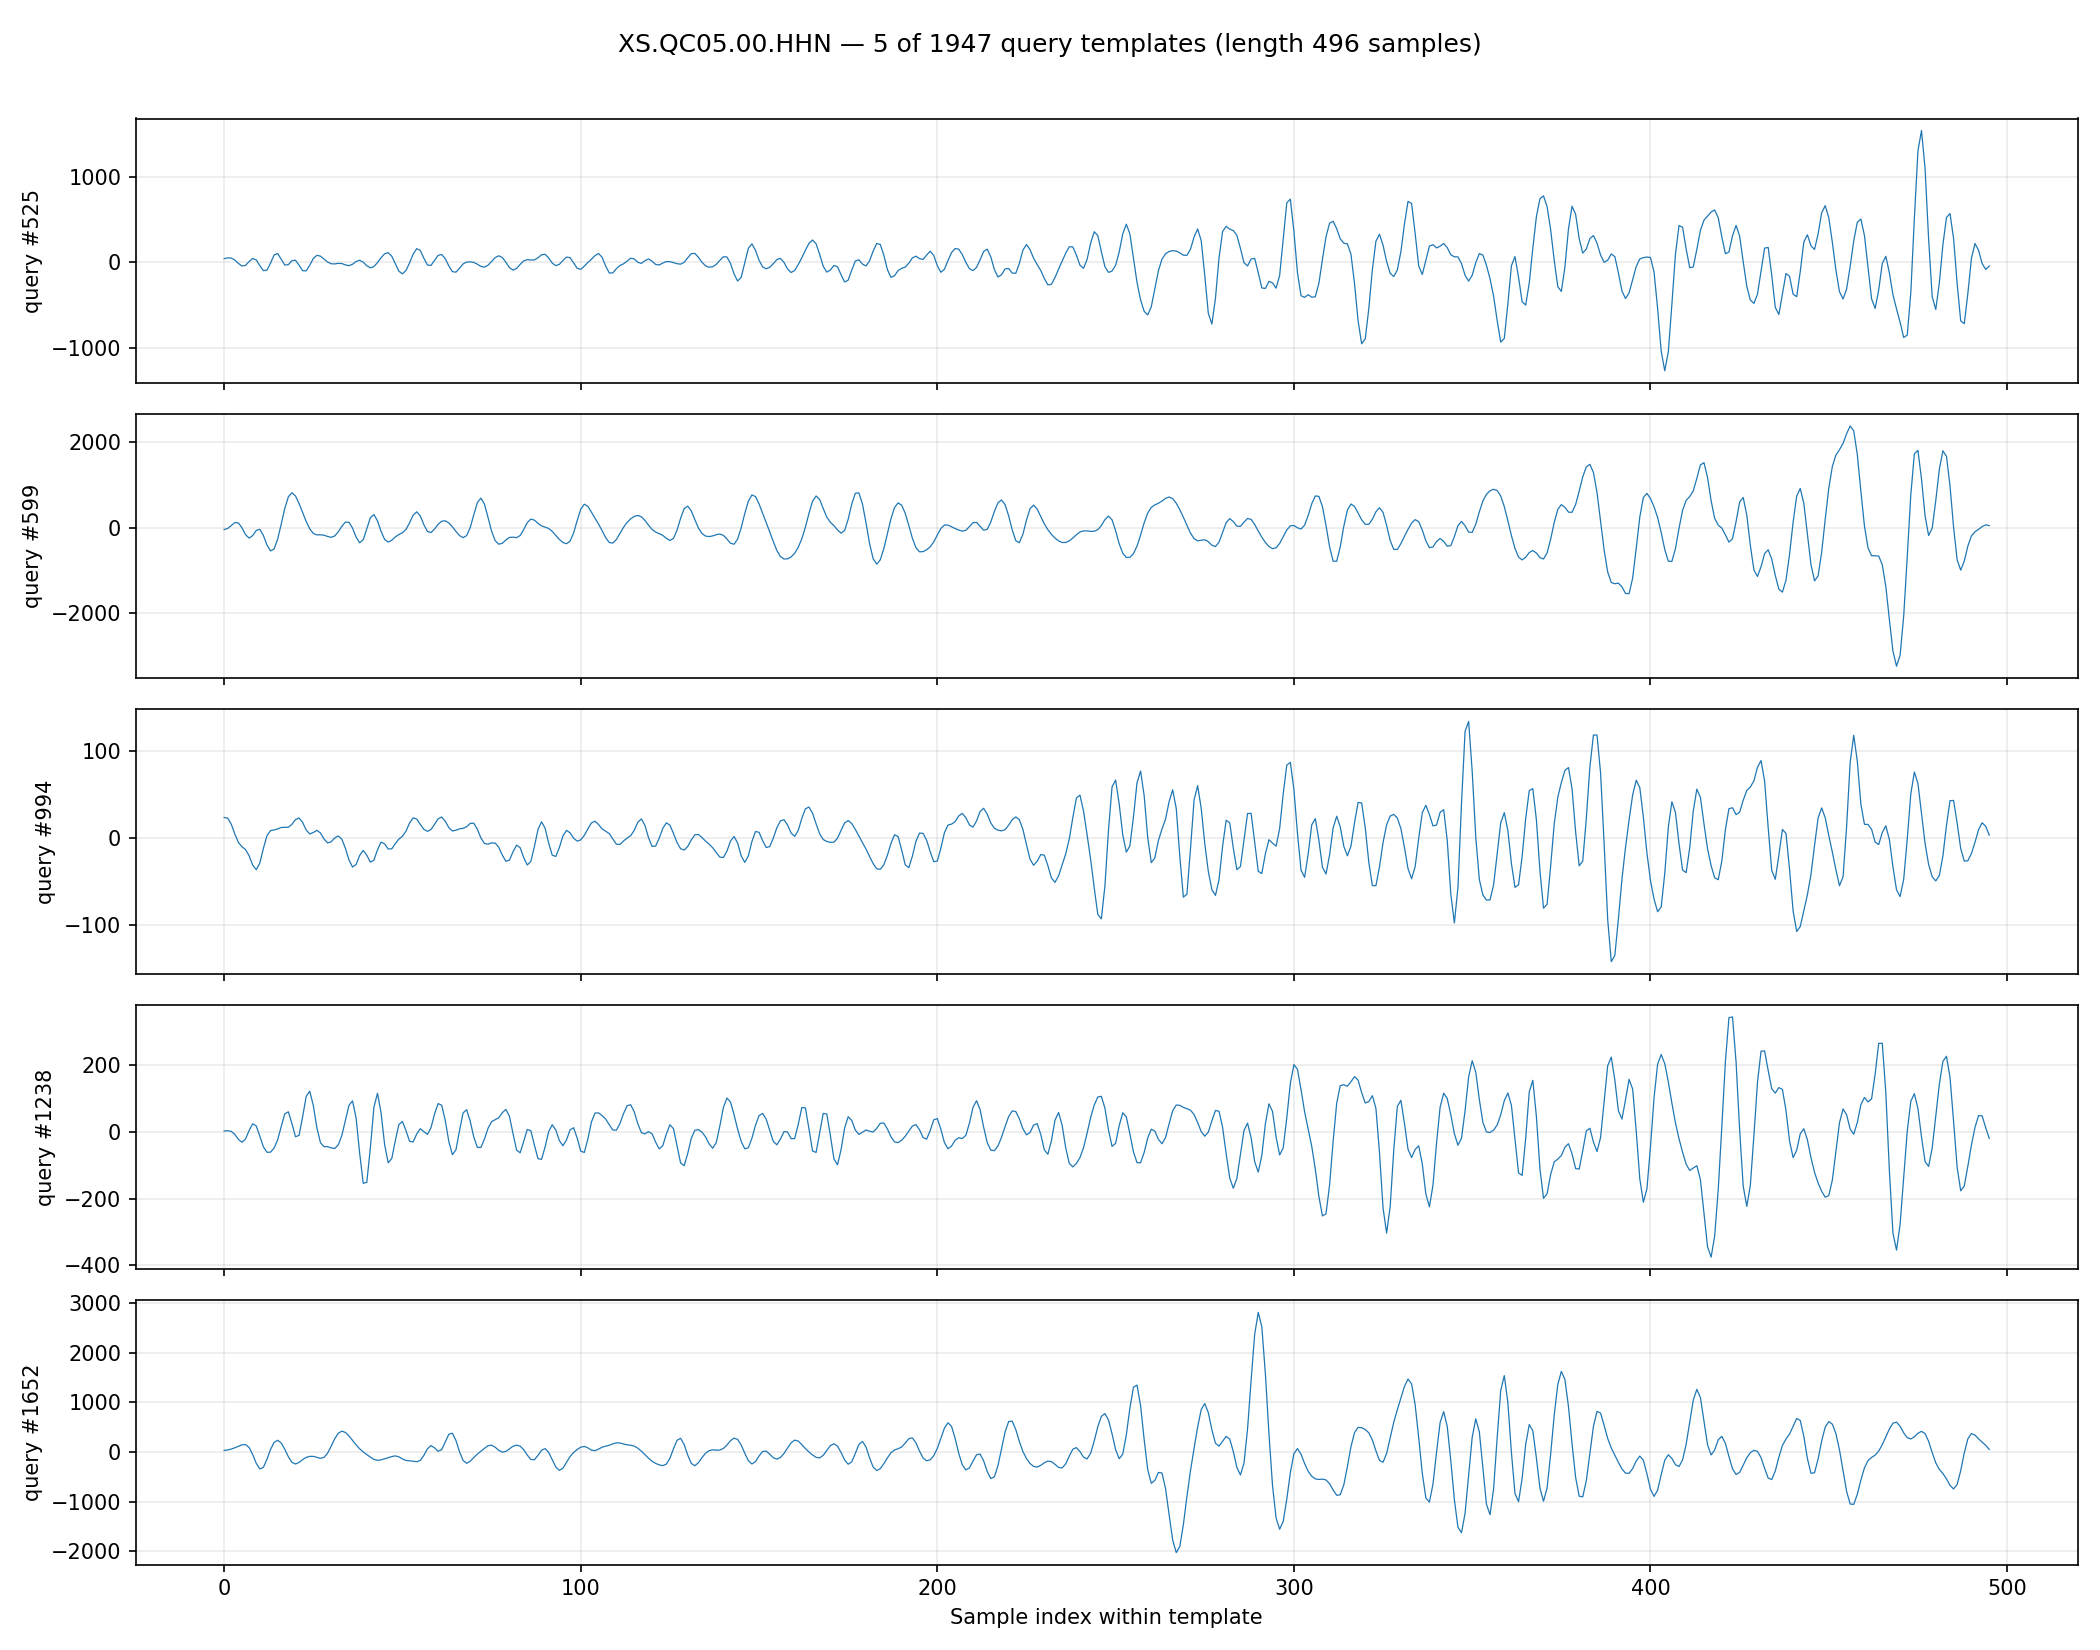 XS.QC05.00.HHN — 5 of 1947 query templates (length 496 samples)
query #525
1000
0
−1000
query #599
2000
0
−2000
query #994
100
0
−100
query #1238
200
0
−200
−400
query #1652
3000
2000
1000
0
−1000
−2000
0 100 200 300 400 500
Sample index within template